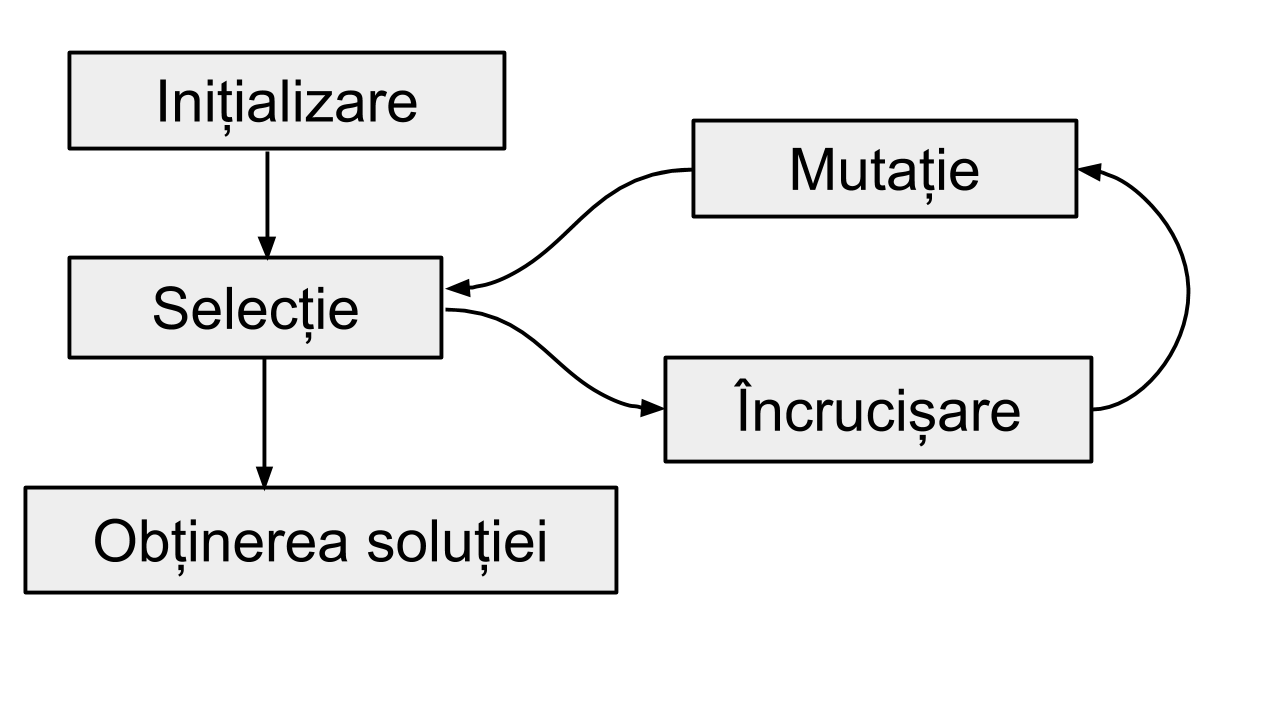 Inițializare
Mutație
Selecție
Încrucișare
Obținerea soluției